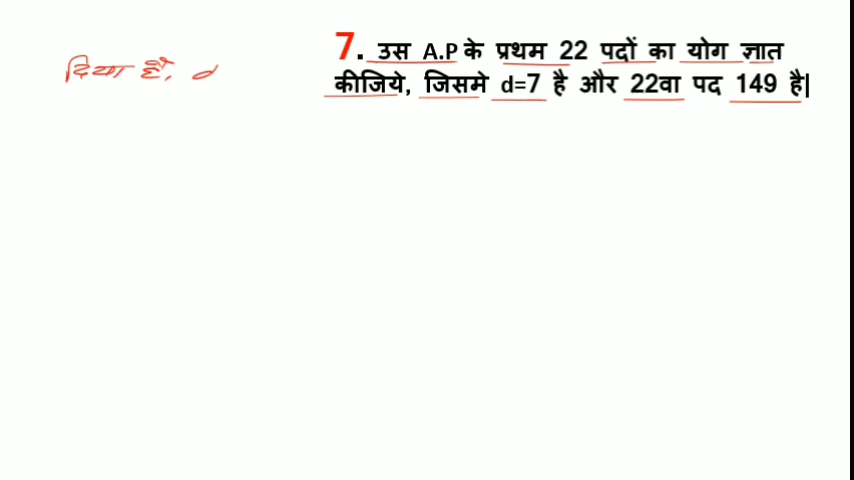 7. उस A.P के प्रथम 22 पदों का योग ज्ञात
कीजिये, जिसमे d=7 है और 22वा पद 149 है|
दिया है, d